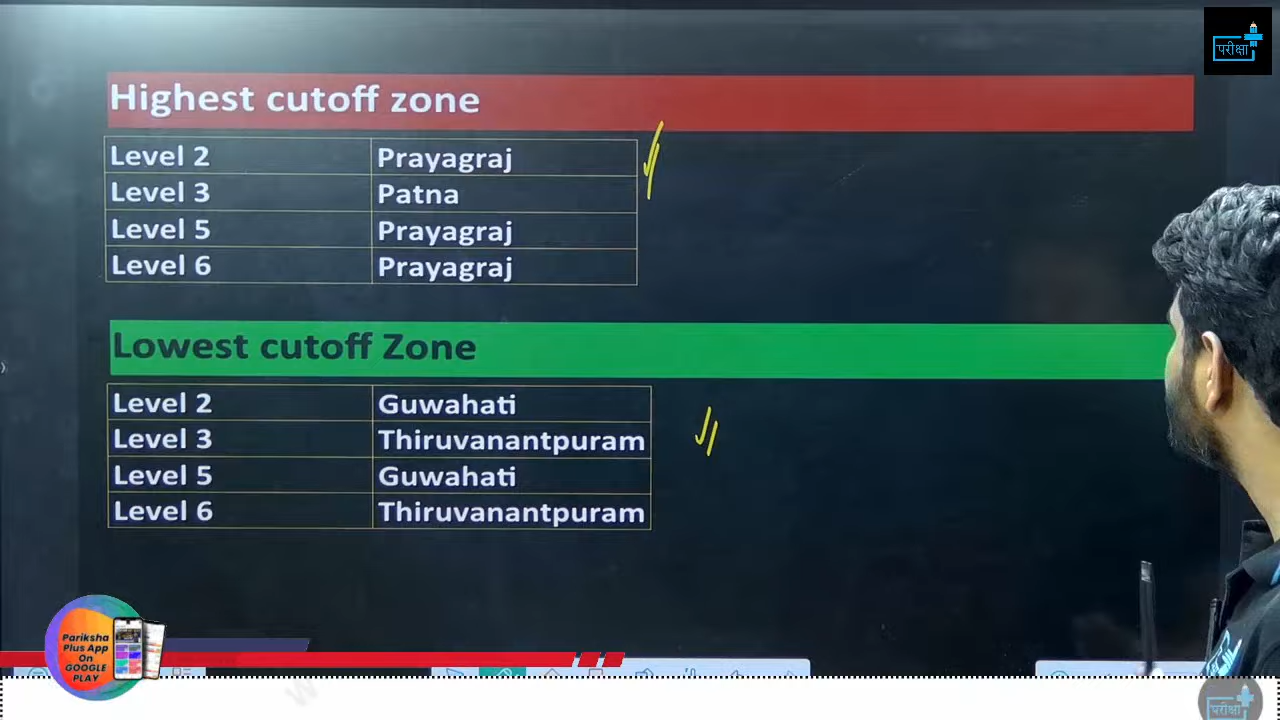 परीक्षा
Highest cutoff zone
Level 2 Prayagraj
Level 3 Patna
Level 5 Prayagraj
Level 6 Prayagraj
Lowest cutoff Zone
Level 2 Guwahati
Level 3 Thiruvanantpuram
Level 5 Guwahati
Level 6 Thiruvanantpuram
Pariksha
Plus App
On
GOOGLE
PLAY
परीक्षा